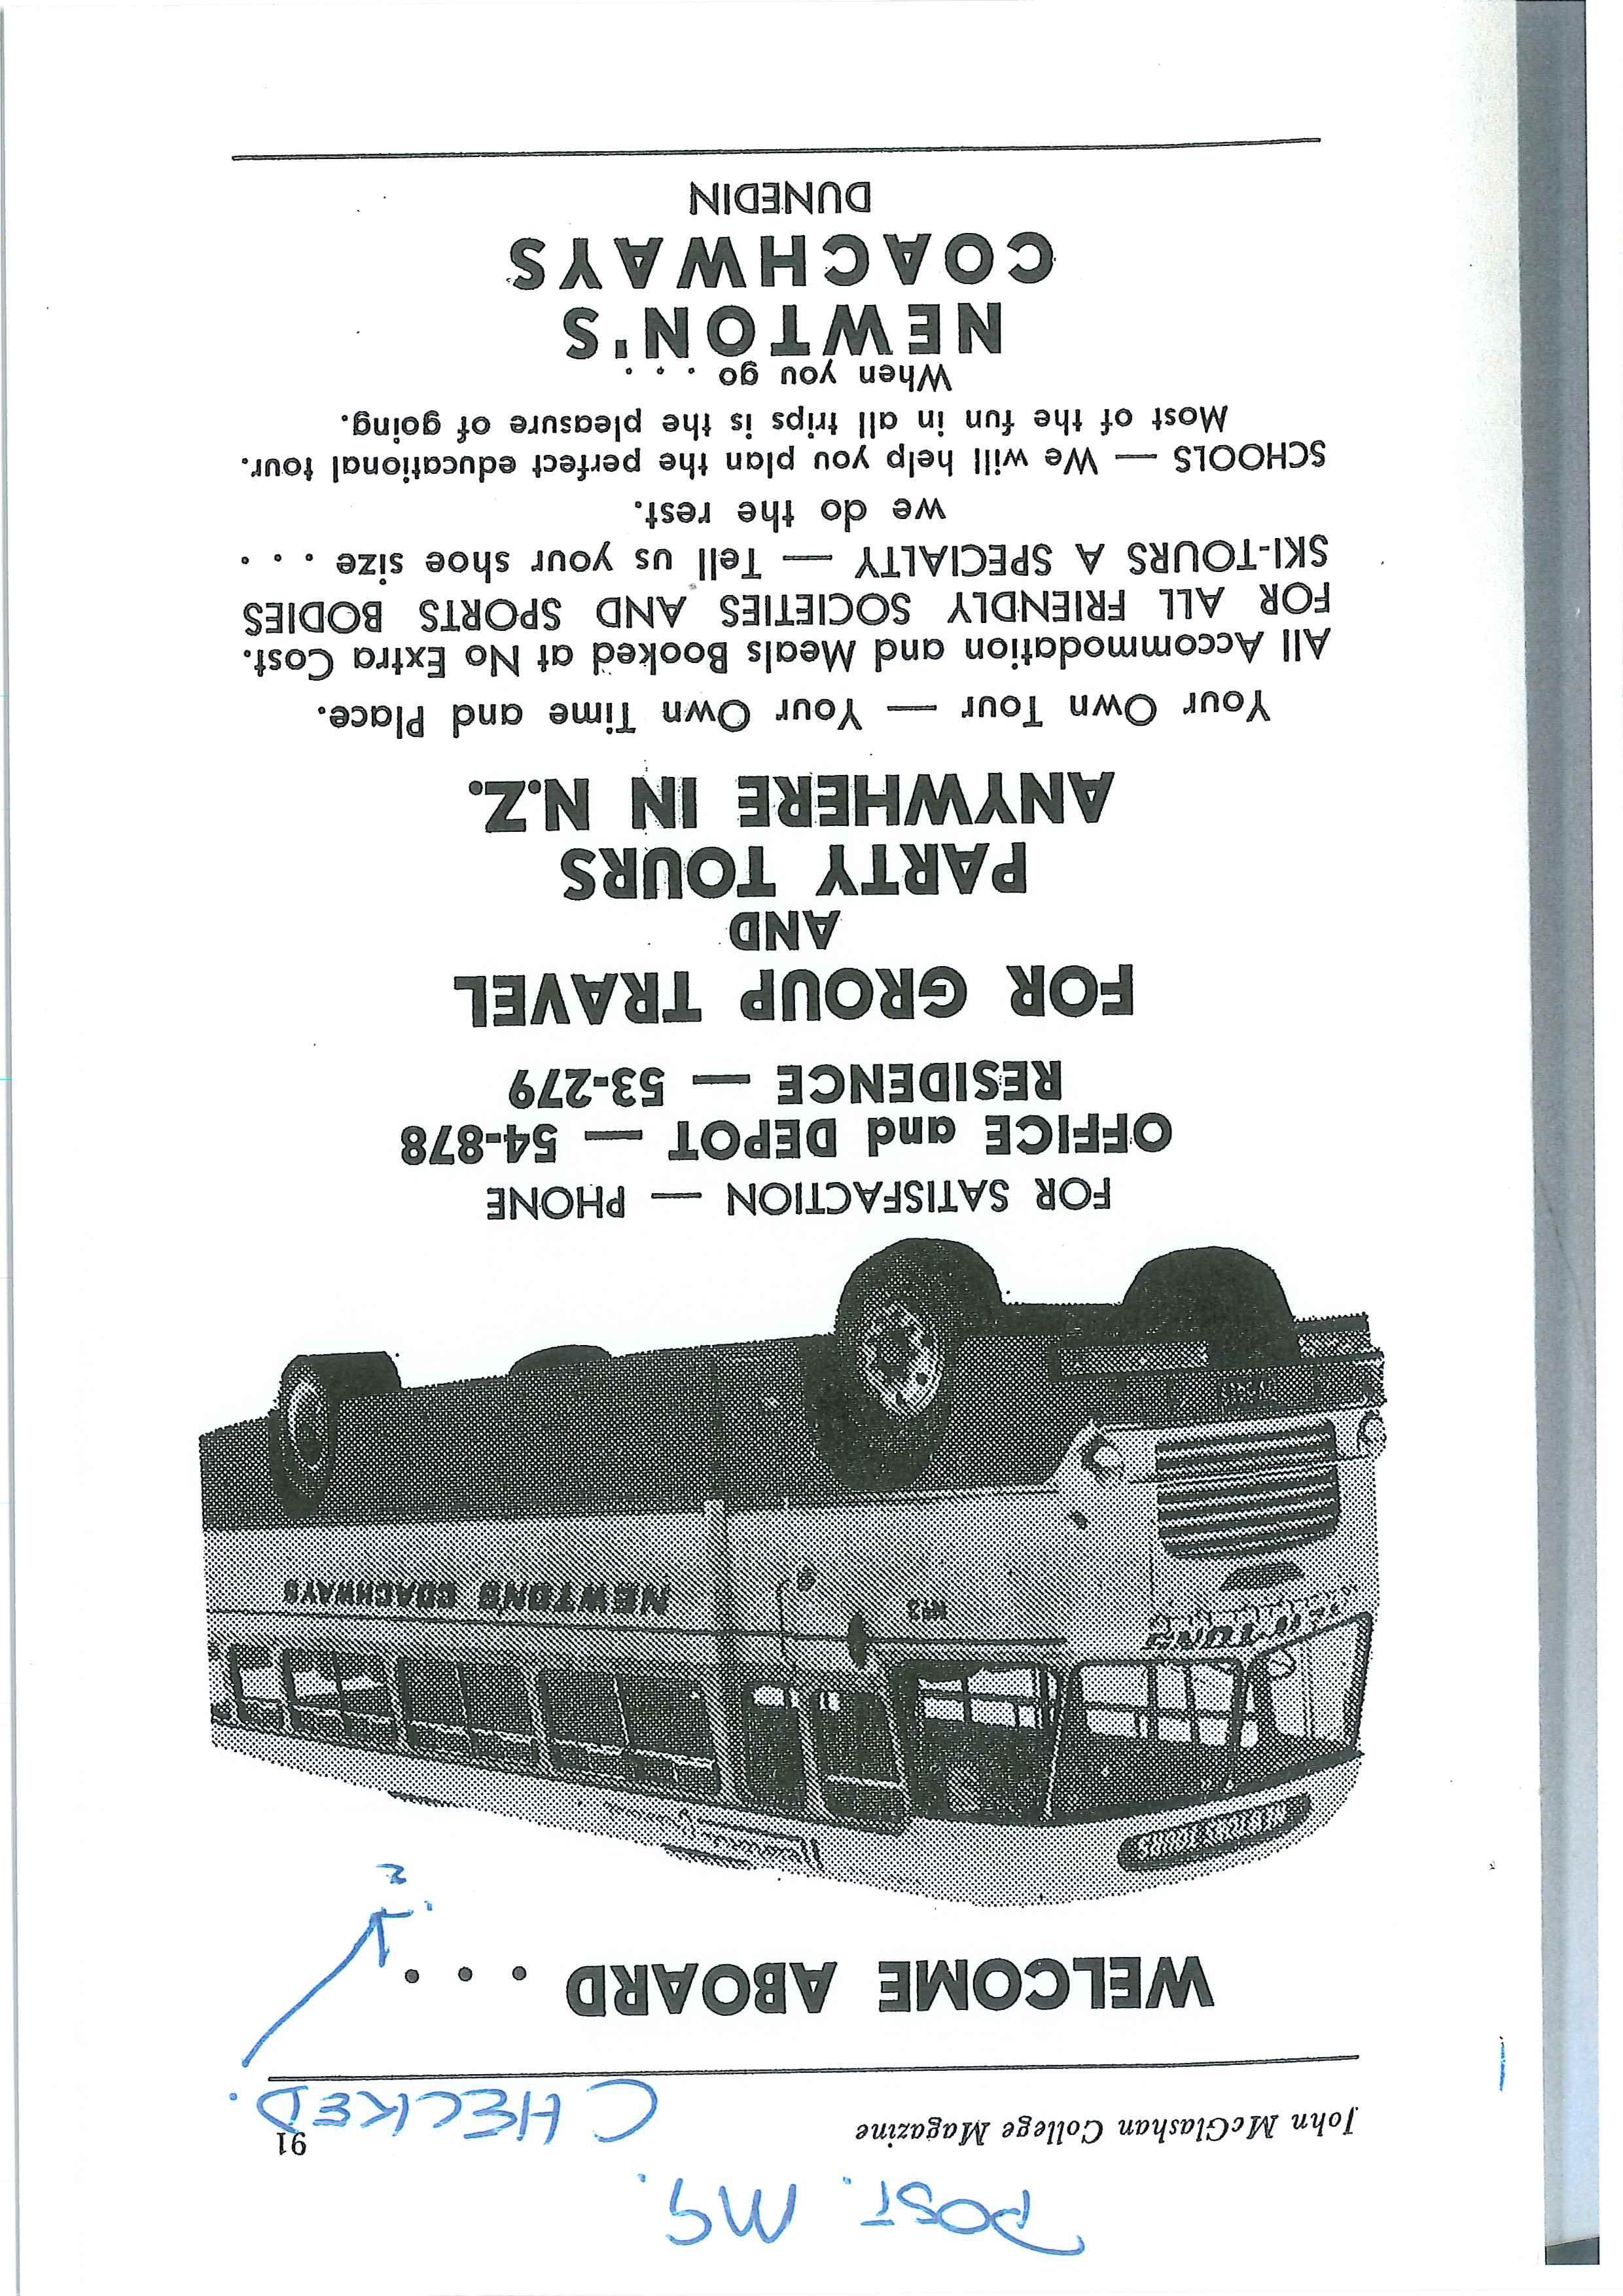 POST. M9.
John McGlashan College Magazine 91
CHECKED.
WELCOME ABOARD . . . .
?
NEWTONS COACHWAYS
FOR SATISFACTION — PHONE
OFFICE and DEPOT — 54-878
RESIDENCE — 53-279
FOR GROUP TRAVEL
AND
PARTY TOURS
ANYWHERE IN N.Z.
Your Own Tour — Your Own Time and Place.
All Accommodation and Meals Booked at No Extra Cost.
FOR ALL FRIENDLY SOCIETIES AND SPORTS BODIES
SKI-TOURS A SPECIALTY — Tell us your shoe size . . .
we do the rest.
SCHOOLS — We will help you plan the perfect educational tour.
Most of the fun in all trips is the pleasure of going.
When you go . . .
NEWTON'S
COACHWAYS
DUNEDIN